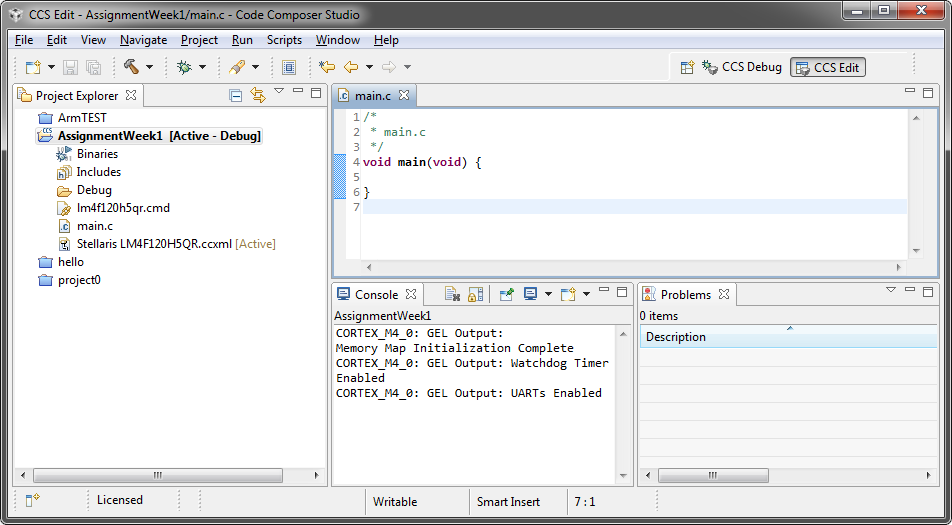 CCS Edit - AssignmentWeek1/main.c - Code Composer Studio
File Edit View Navigate Project Run Scripts Window Help
CCS Debug CCS Edit
Project Explorer
ArmTEST
AssignmentWeek1 [Active - Debug]
Binaries
Includes
Debug
lm4f120h5qr.cmd
main.c
Stellaris LM4F120H5QR.ccxml [Active]
hello
project0
main.c
1 /*
2 * main.c
3 */
4 void main(void) {
5
6 }
7
Console
AssignmentWeek1
CORTEX_M4_0: GEL Output:
Memory Map Initialization Complete
CORTEX_M4_0: GEL Output: Watchdog Timer
Enabled
CORTEX_M4_0: GEL Output: UARTs Enabled
Problems
0 items
Description
Licensed
Writable
Smart Insert
7 : 1